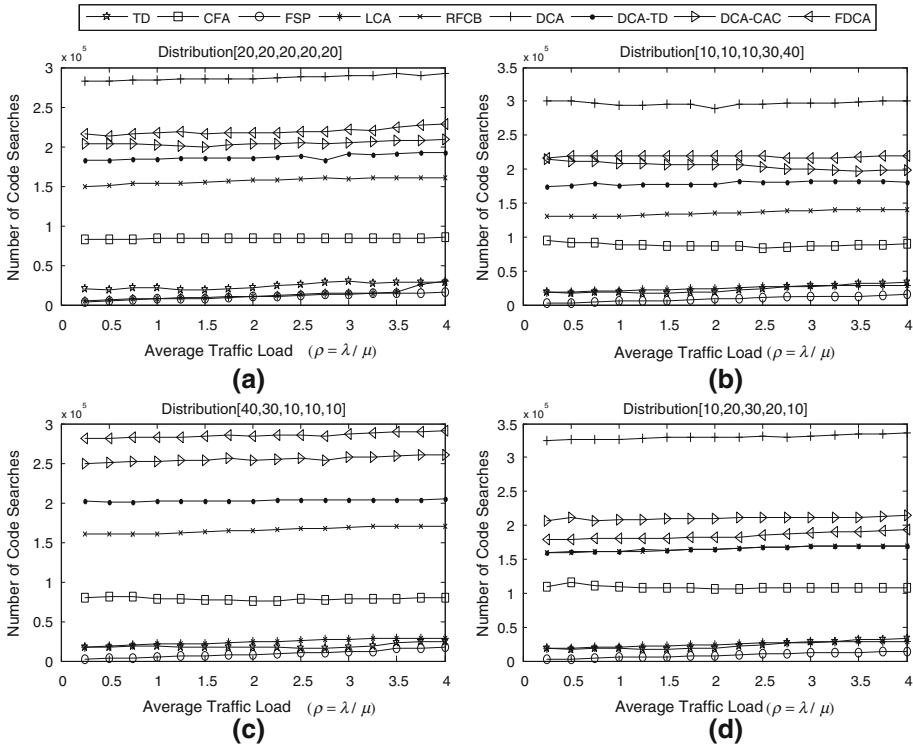 TD CFA FSP LCA RFCB DCA DCA-TD DCA-CAC FDCA
x 10^5
Distribution[20,20,20,20,20]
3
2.5
2
1.5
1
0.5
0
Number of Code Searches
0 0.5 1 1.5 2 2.5 3 3.5 4
Average Traffic Load (ρ = λ / μ)
(a)
x 10^5
Distribution[10,10,10,30,40]
3.5
3
2.5
2
1.5
1
0.5
0
Number of Code Searches
0 0.5 1 1.5 2 2.5 3 3.5 4
Average Traffic Load (ρ = λ / μ)
(b)
x 10^5
Distribution[40,30,10,10,10]
3
2.5
2
1.5
1
0.5
0
Number of Code Searches
0 0.5 1 1.5 2 2.5 3 3.5 4
Average Traffic Load (ρ = λ / μ)
(c)
x 10^5
Distribution[10,20,30,20,10]
3.5
3
2.5
2
1.5
1
0.5
0
Number of Code Searches
0 0.5 1 1.5 2 2.5 3 3.5 4
Average Traffic Load (ρ = λ / μ)
(d)